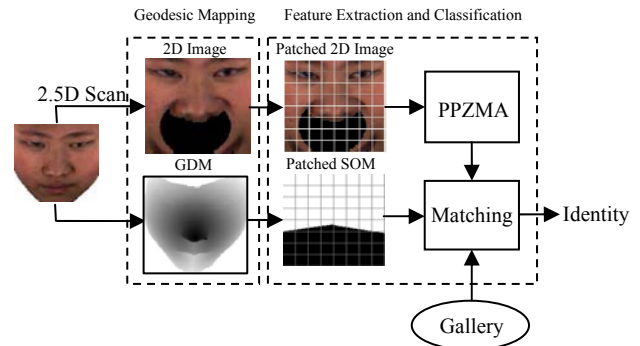 Geodesic Mapping
Feature Extraction and Classification
2D Image
Patched 2D Image
2.5D Scan
PPZMA
GDM
Patched SOM
Matching
Identity
Gallery